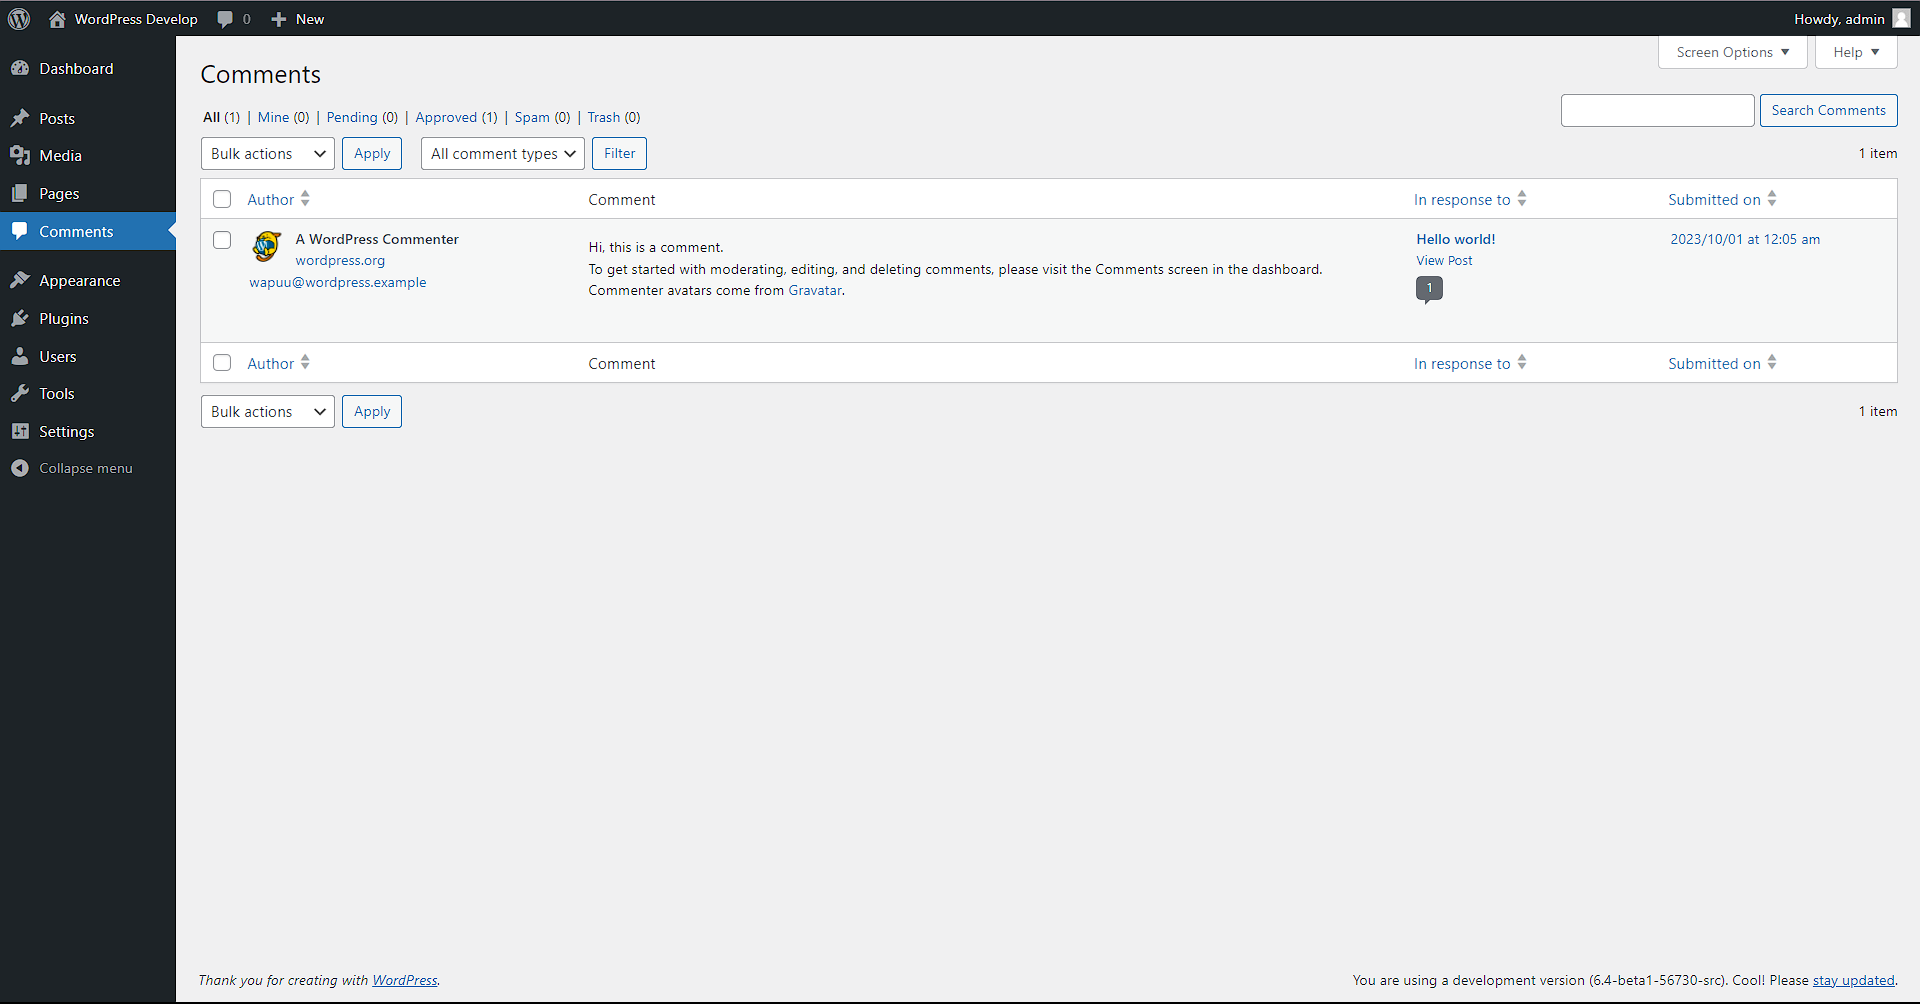 WordPress Develop 0 New Howdy, admin
Screen Options Help
Dashboard
Posts
Media
Pages
Comments
Appearance
Plugins
Users
Tools
Settings
Collapse menu
Comments
All (1) | Mine (0) | Pending (0) | Approved (1) | Spam (0) | Trash (0)
Search Comments
Bulk actions Apply All comment types Filter 1 item
Author Comment In response to Submitted on
A WordPress Commenter
wordpress.org
wapuu@wordpress.example
Hi, this is a comment.
To get started with moderating, editing, and deleting comments, please visit the Comments screen in the dashboard.
Commenter avatars come from Gravatar.
Hello world!
View Post
1
2023/10/01 at 12:05 am
Author Comment In response to Submitted on
Bulk actions Apply 1 item
Thank you for creating with WordPress. You are using a development version (6.4-beta1-56730-src). Cool! Please stay updated.